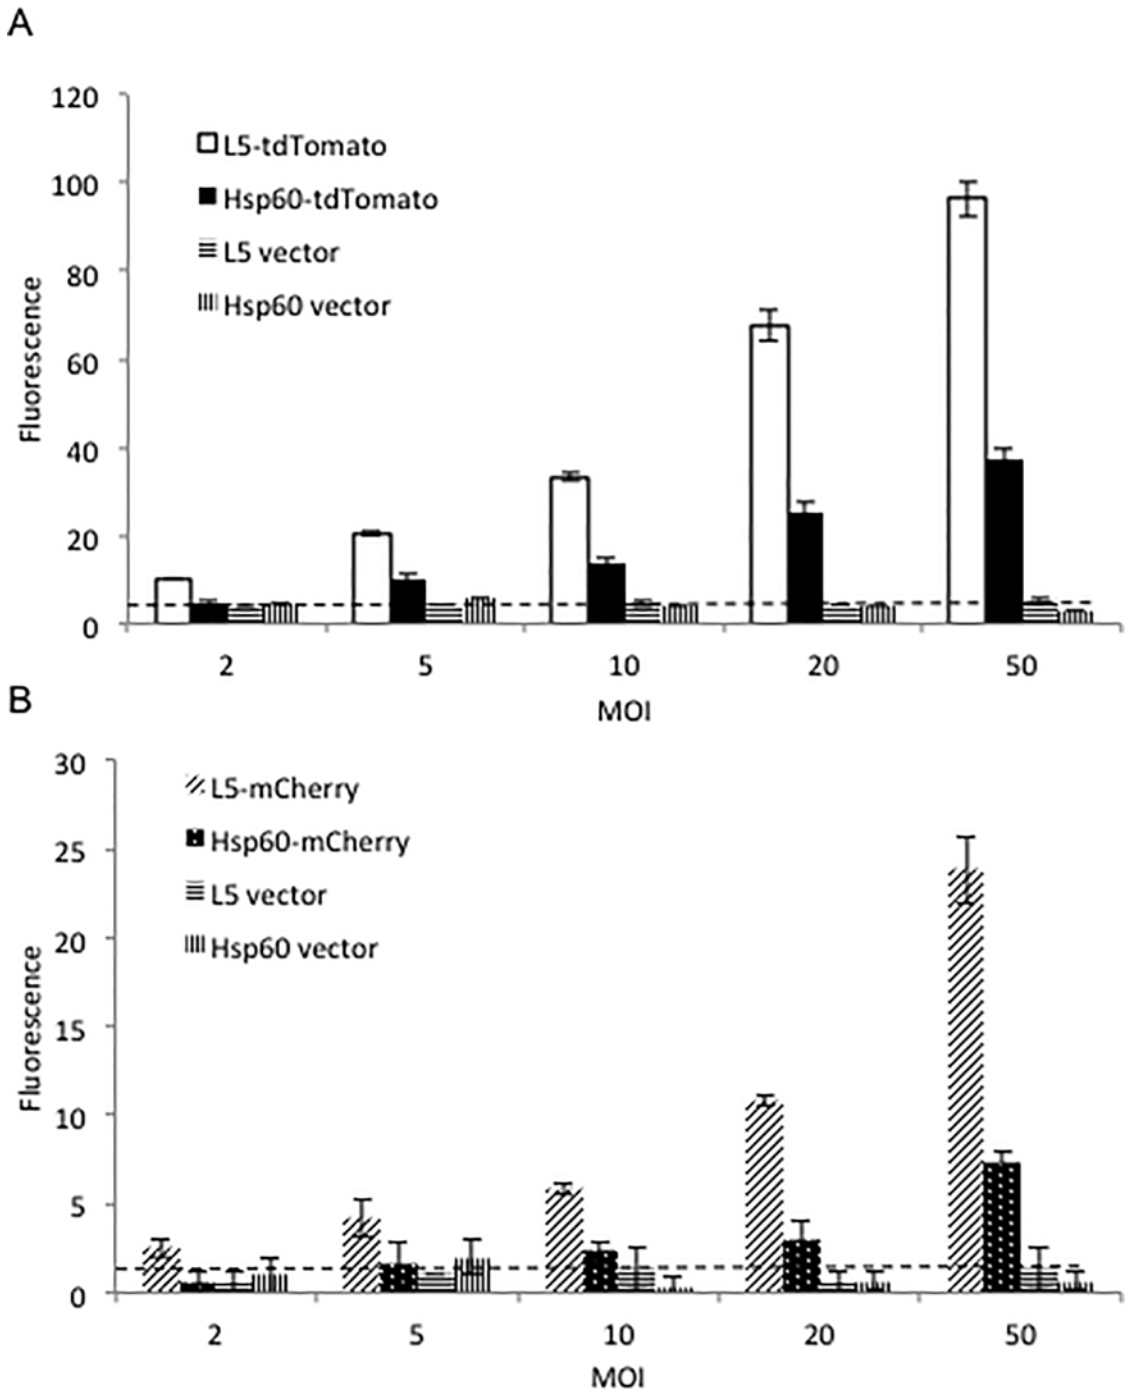 A
120
100
80
60
40
20
0
Fluorescence
L5-tdTomato
Hsp60-tdTomato
L5 vector
Hsp60 vector
2 5 10 20 50
MOI
B
30
25
20
15
10
5
0
Fluorescence
L5-mCherry
Hsp60-mCherry
L5 vector
Hsp60 vector
2 5 10 20 50
MOI